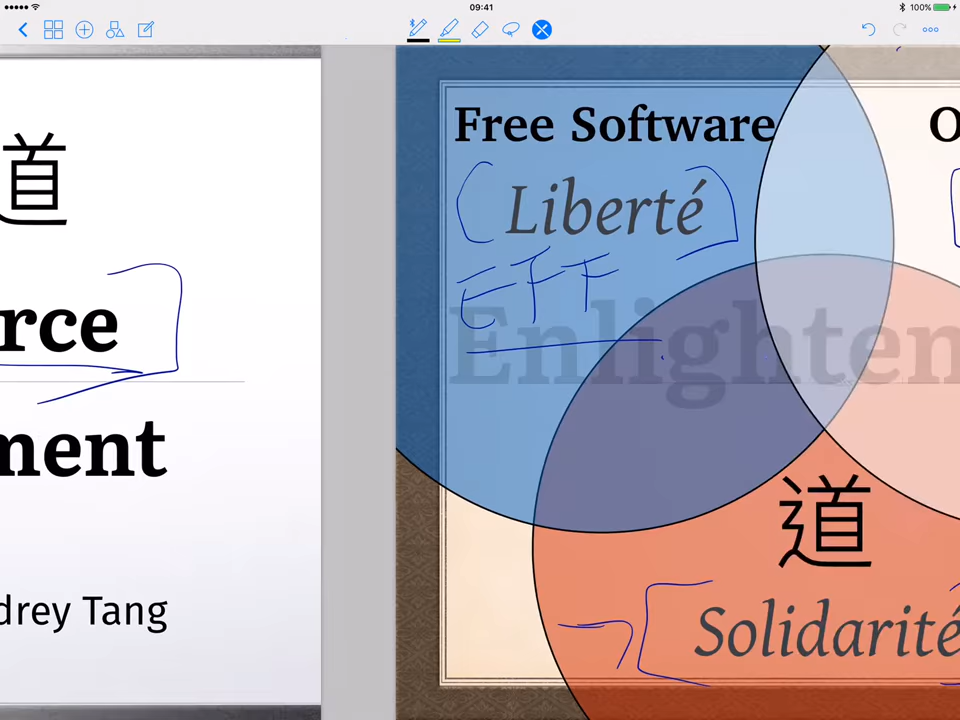 09:41
100%
道
rce
ment
drey Tang
Free Software
O
Liberté
EFF
Enlighten
道
Solidarité